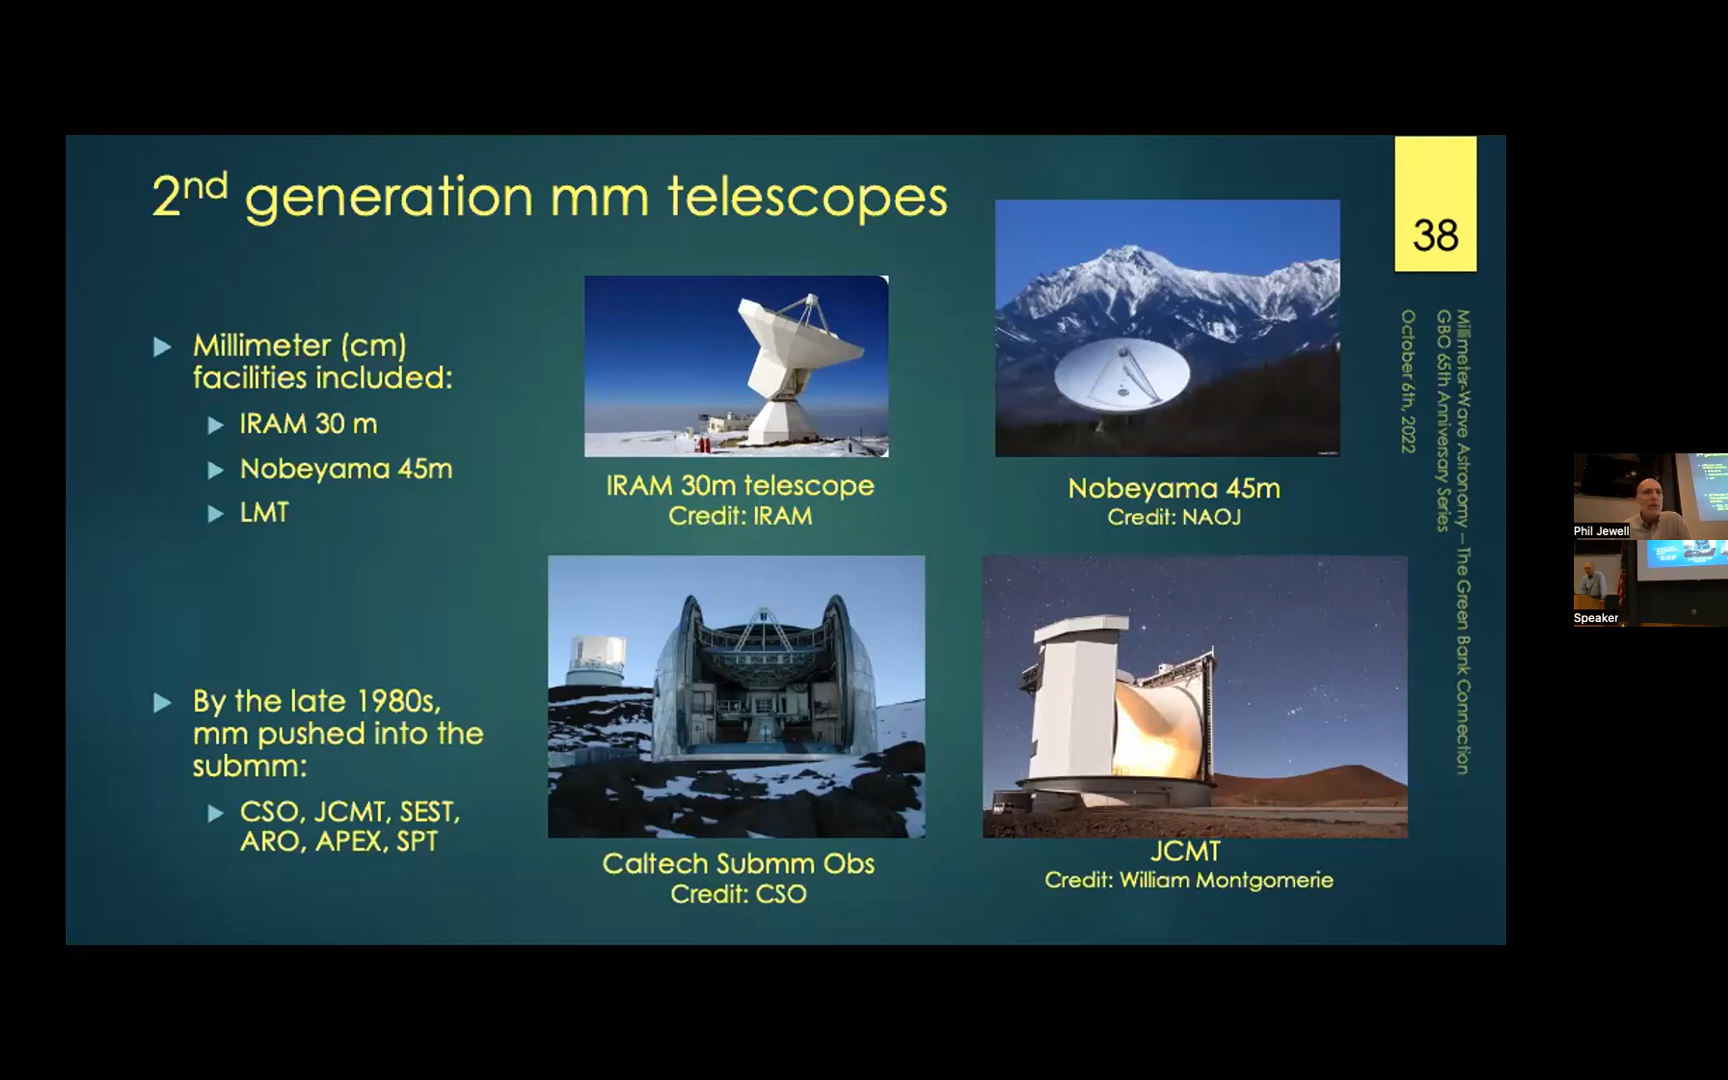 2nd generation mm telescopes
38
Millimeter (cm)
facilities included:
IRAM 30 m
Nobeyama 45m
LMT
By the late 1980s,
mm pushed into the
submm:
CSO, JCMT, SEST,
ARO, APEX, SPT
IRAM 30m telescope
Credit: IRAM
Nobeyama 45m
Credit: NAOJ
Caltech Submm Obs
Credit: CSO
JCMT
Credit: William Montgomerie
Millimeter-Wave Astronomy – The Green Bank Connection
GBO 65th Anniversary Series
October 6th, 2022
Phil Jewell
Speaker